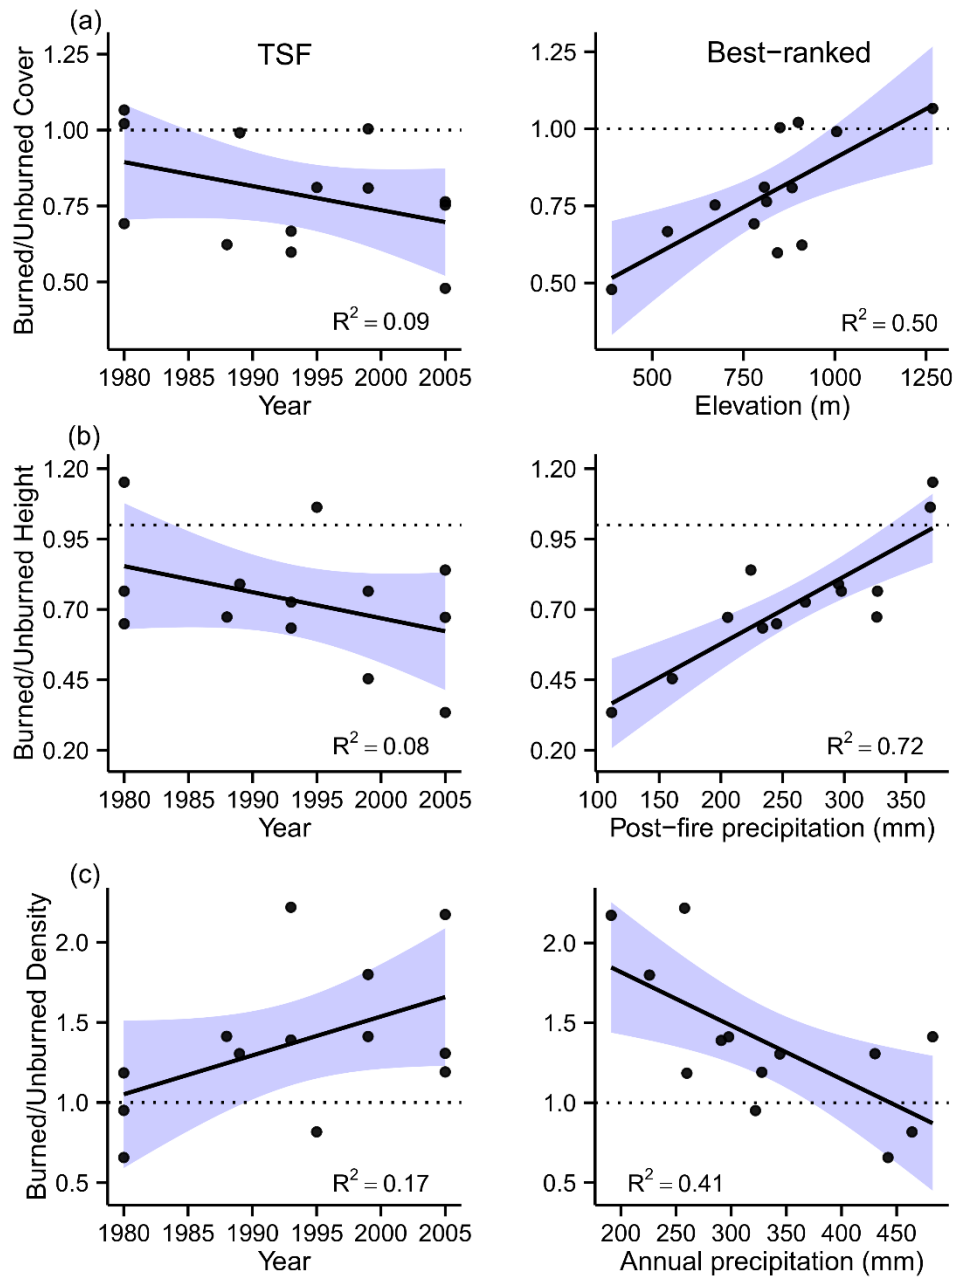 (a)
TSF
Best−ranked
Burned/Unburned Cover
1.25
1.00
0.75
0.50
R² = 0.09
1980 1985 1990 1995 2000 2005
Year
1.25
1.00
0.75
0.50
R² = 0.50
500 750 1000 1250
Elevation (m)
(b)
Burned/Unburned Height
1.20
0.95
0.70
0.45
0.20
R² = 0.08
1980 1985 1990 1995 2000 2005
Year
1.20
0.95
0.70
0.45
0.20
R² = 0.72
100 150 200 250 300 350
Post−fire precipitation (mm)
(c)
Burned/Unburned Density
2.0
1.5
1.0
0.5
R² = 0.17
1980 1985 1990 1995 2000 2005
Year
2.0
1.5
1.0
0.5
R² = 0.41
200 250 300 350 400 450
Annual precipitation (mm)